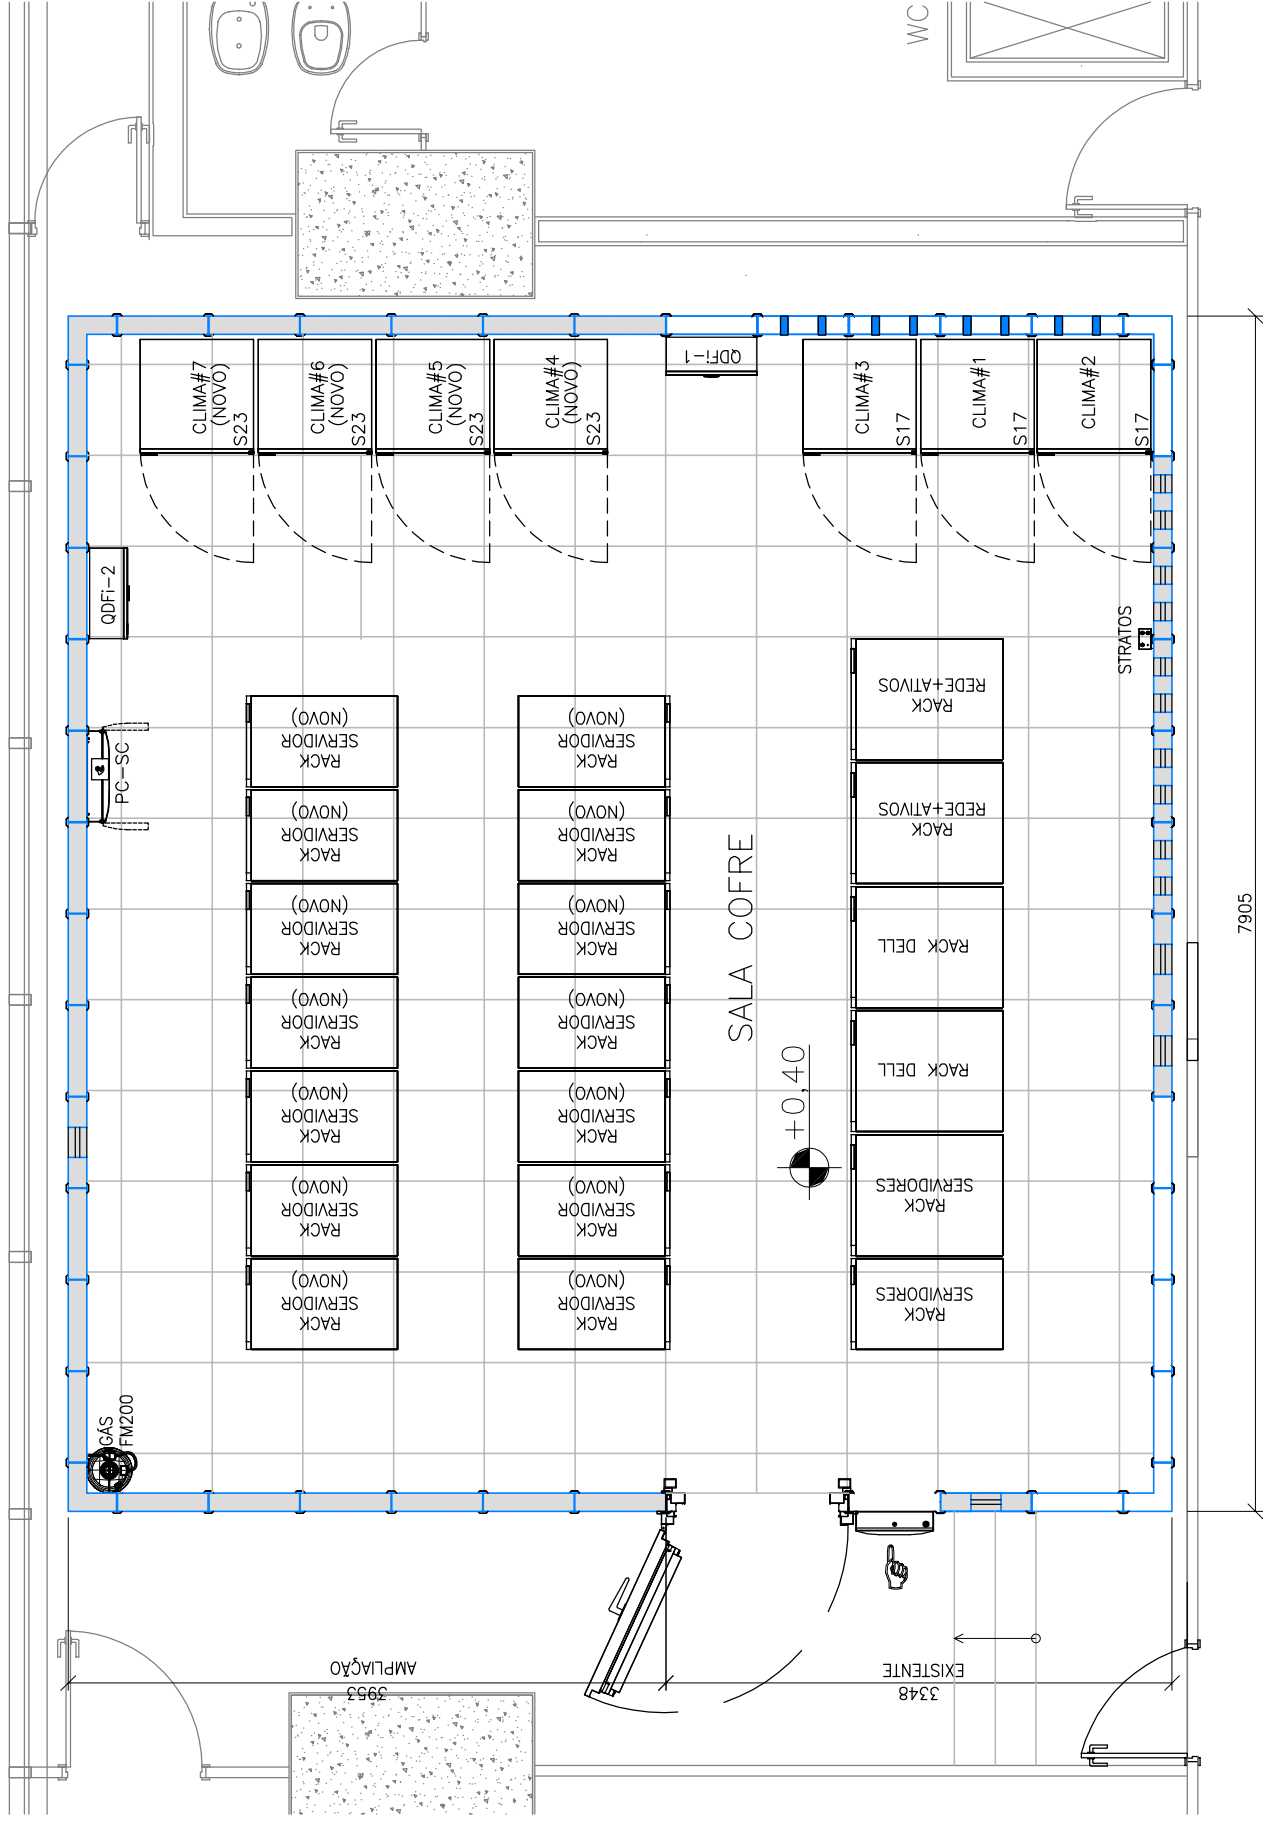 WC
CLIMA#7
(NOVO)
S23
CLIMA#6
(NOVO)
S23
CLIMA#5
(NOVO)
S23
CLIMA#4
(NOVO)
S23
QDFi-1
CLIMA#3
S17
CLIMA#1
S17
CLIMA#2
S17
QDFi-2
STRATOS
PC-SC
RACK
SERVIDOR
(NOVO)
RACK
SERVIDOR
(NOVO)
RACK
REDE+ATIVOS
RACK
SERVIDOR
(NOVO)
RACK
SERVIDOR
(NOVO)
RACK
REDE+ATIVOS
RACK
SERVIDOR
(NOVO)
RACK
SERVIDOR
(NOVO)
RACK DELL
RACK
SERVIDOR
(NOVO)
RACK
SERVIDOR
(NOVO)
RACK DELL
RACK
SERVIDOR
(NOVO)
RACK
SERVIDOR
(NOVO)
RACK
SERVIDORES
RACK
SERVIDOR
(NOVO)
RACK
SERVIDOR
(NOVO)
RACK
SERVIDORES
RACK
SERVIDOR
(NOVO)
RACK
SERVIDOR
(NOVO)
SALA COFRE
+0,40
7905
GÁS
FM200
3953
AMPLIAÇÃO
3348
EXISTENTE